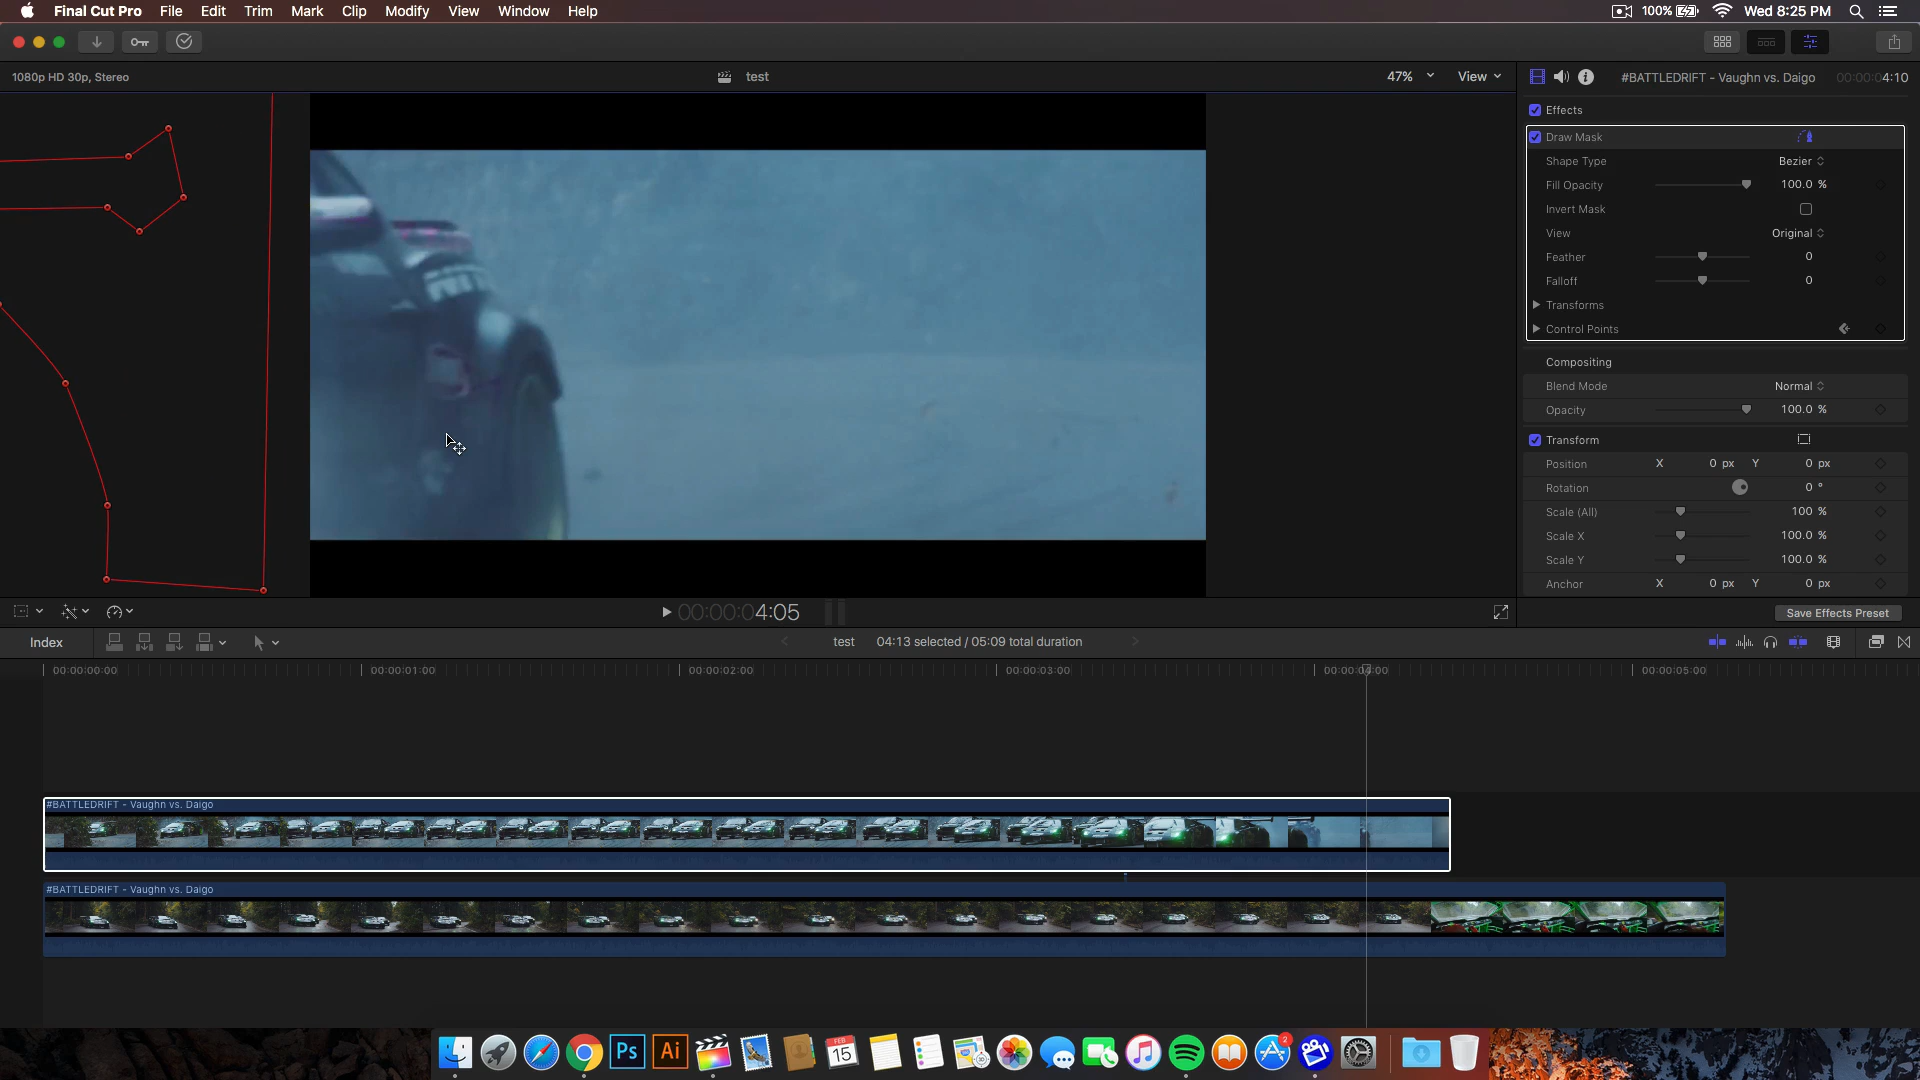 Final Cut Pro File Edit Trim Mark Clip Modify View Window Help
100% Wed 8:25 PM
1080p HD 30p, Stereo
test
47% View
#BATTLEDRIFT - Vaughn vs. Daigo 00:00:04:10
Effects
Draw Mask
Shape Type Bezier
Fill Opacity 100.0 %
Invert Mask
View Original
Feather 0
Falloff 0
Transforms
Control Points
Compositing
Blend Mode Normal
Opacity 100.0 %
Transform
Position X 0 px Y 0 px
Rotation 0 °
Scale (All) 100 %
Scale X 100.0 %
Scale Y 100.0 %
Anchor X 0 px Y 0 px
00:00:04:05
Save Effects Preset
Index
test 04:13 selected / 05:09 total duration
00:00:00:00 00:00:01:00 00:00:02:00 00:00:03:00 00:00:04:00 00:00:05:00
#BATTLEDRIFT - Vaughn vs. Daigo
#BATTLEDRIFT - Vaughn vs. Daigo
Ps Ai FEB 15 2